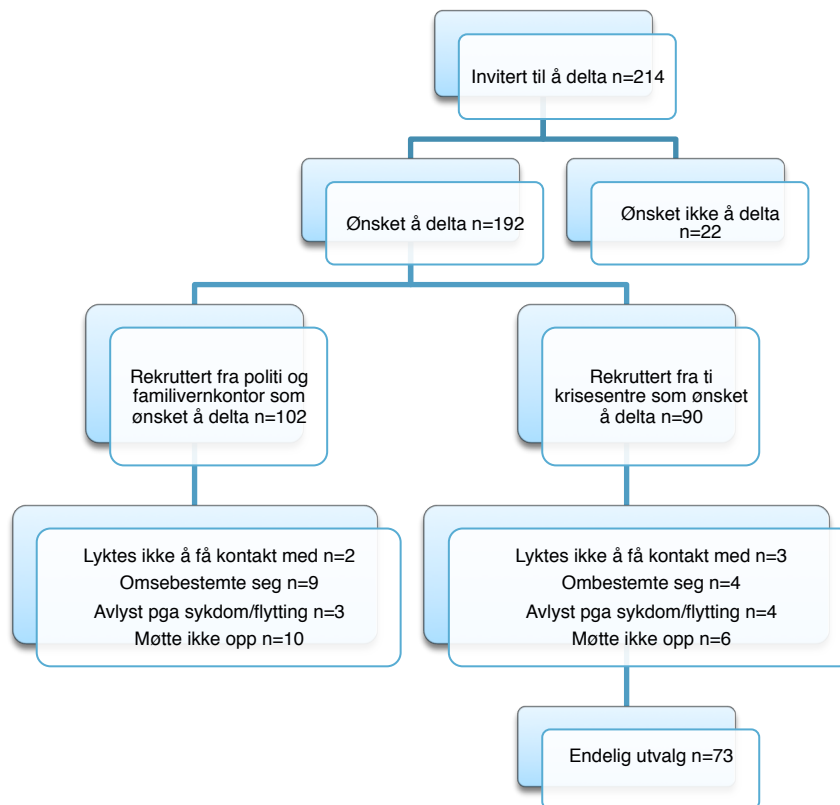 Invitert til å delta n=214
Ønsket å delta n=192
Ønsket ikke å delta
n=22
Rekruttert fra politi og
familivernkontor som
ønsket å delta n=102
Rekruttert fra ti
krisesentre som ønsket
å delta n=90
Lyktes ikke å få kontakt med n=2
Omsebestemte seg n=9
Avlyst pga sykdom/flytting n=3
Møtte ikke opp n=10
Lyktes ikke å få kontakt med n=3
Ombestemte seg n=4
Avlyst pga sykdom/flytting n=4
Møtte ikke opp n=6
Endelig utvalg n=73